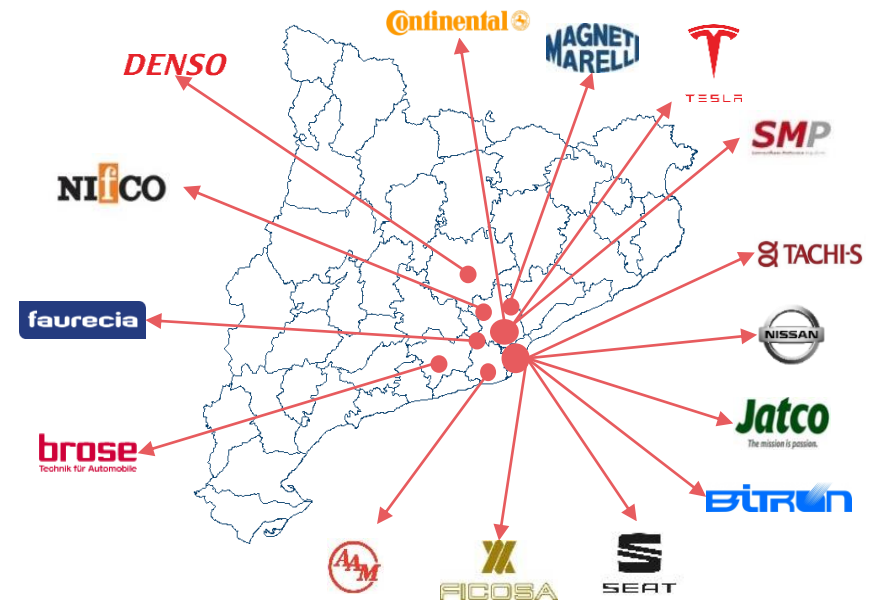 Continental
MAGNETI
MARELLI
TESLA
DENSO
SMP
NIFCO
TACHI-S
faurecia
NISSAN
Jatco
The mission is passion.
brose
Technik für Automobile
BITRON
AAM
FICOSA
SEAT